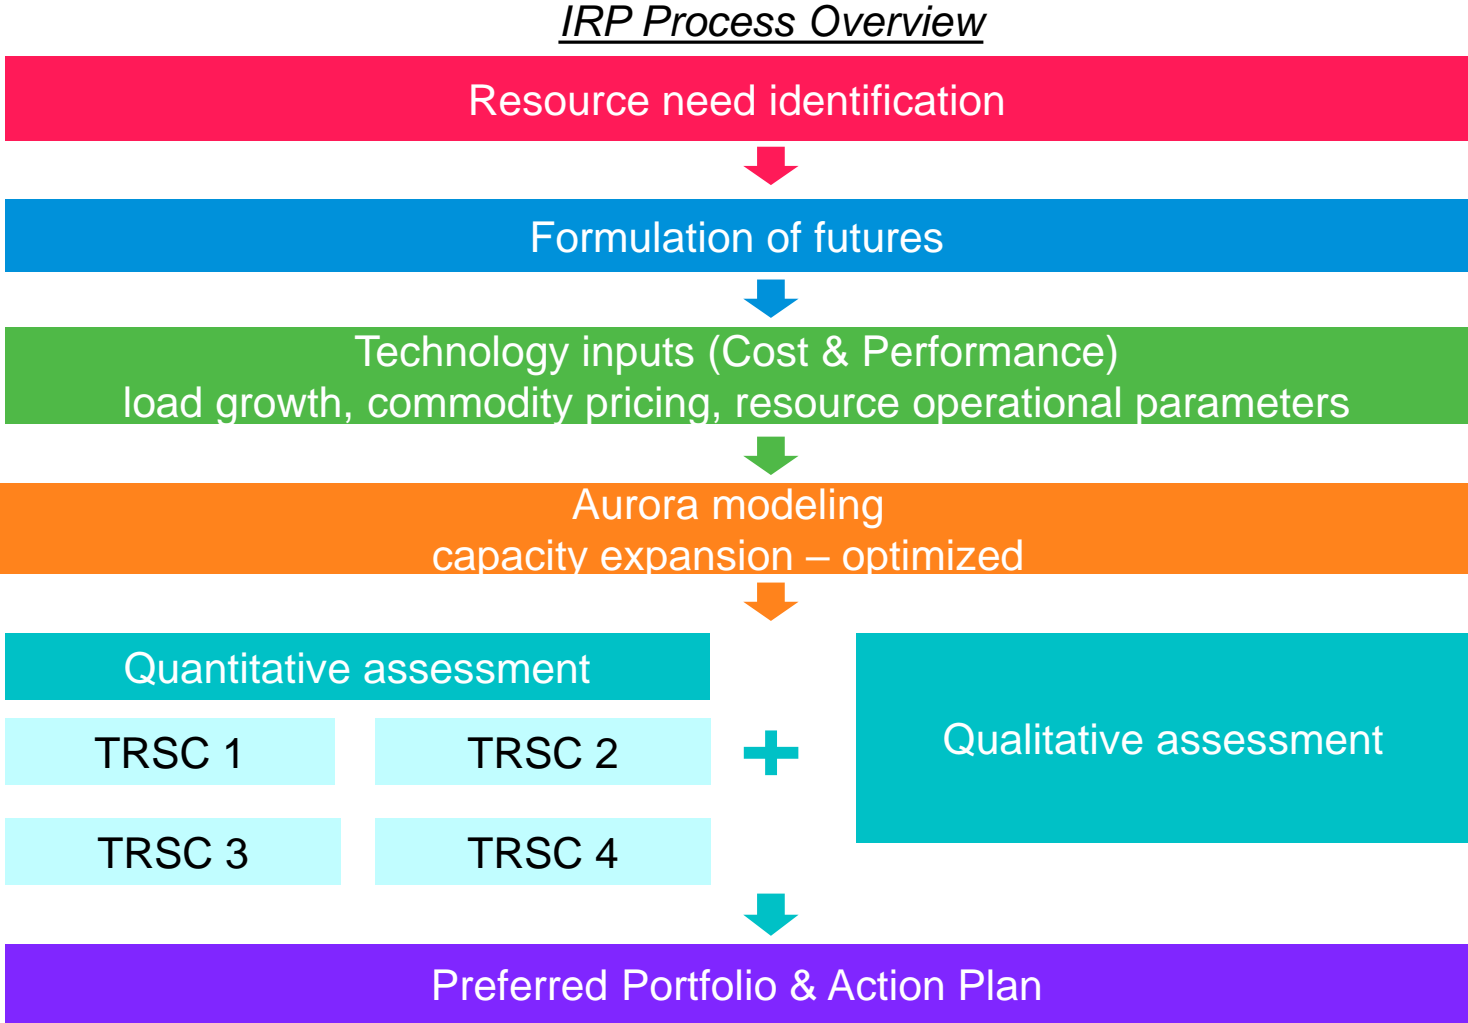 IRP Process Overview
Resource need identification
Formulation of futures
Technology inputs (Cost & Performance)
load growth, commodity pricing, resource operational parameters
Aurora modeling
capacity expansion – optimized
Quantitative assessment
TRSC 1
TRSC 2
TRSC 3
TRSC 4
Qualitative assessment
Preferred Portfolio & Action Plan